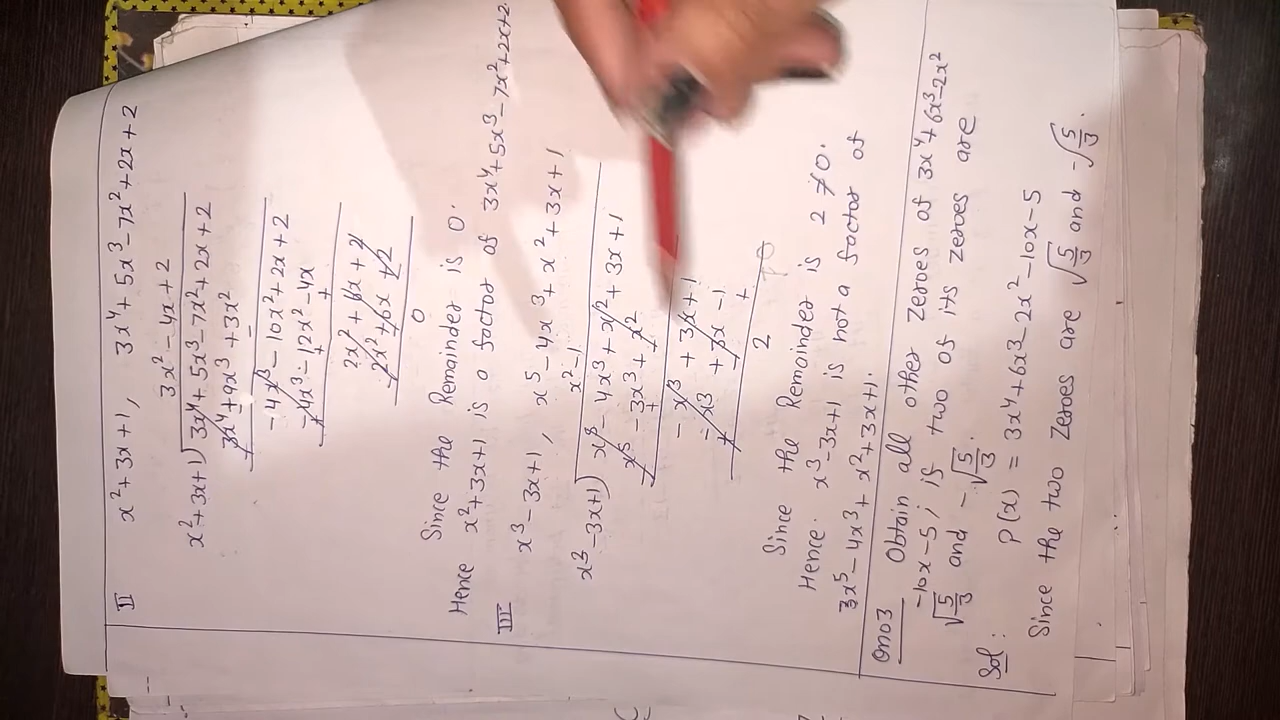 II x² + 3x + 1 , 3x⁴ + 5x³ - 7x² + 2x + 2
3x² - 4x + 2
x² + 3x + 1 ) 3x⁴ + 5x³ - 7x² + 2x + 2
3x⁴ + 9x³ + 3x²
- 4x³ - 10x² + 2x + 2
- 4x³ - 12x² - 4x
2x² + 6x + 2
2x² + 6x + 2
0
Since the Remainder is 0.
Hence x² + 3x + 1 is a factor of 3x⁴ + 5x³ - 7x² + 2x + 2
III x³ - 3x + 1 , x⁵ - 4x³ + x² + 3x + 1
x² - 1
x³ - 3x + 1 ) x⁵ - 4x³ + x² + 3x + 1
x⁵ - 3x³ + x²
- x³ + 3x + 1
- x³ + 3x - 1
2
Since the Remainder is 2 ≠ 0.
Hence. x³ - 3x + 1 is not a factor of
3x⁵ - 4x³ + x² + 3x + 1.
Qno3 Obtain all other zeroes of 3x⁴ + 6x³ - 2x²
- 10x - 5 ; if two of its zeroes are
√5/3 and - √5/3.
Sol: P(x) = 3x⁴ + 6x³ - 2x² - 10x - 5
Since the two Zeroes are √5/3 and - √5/3.